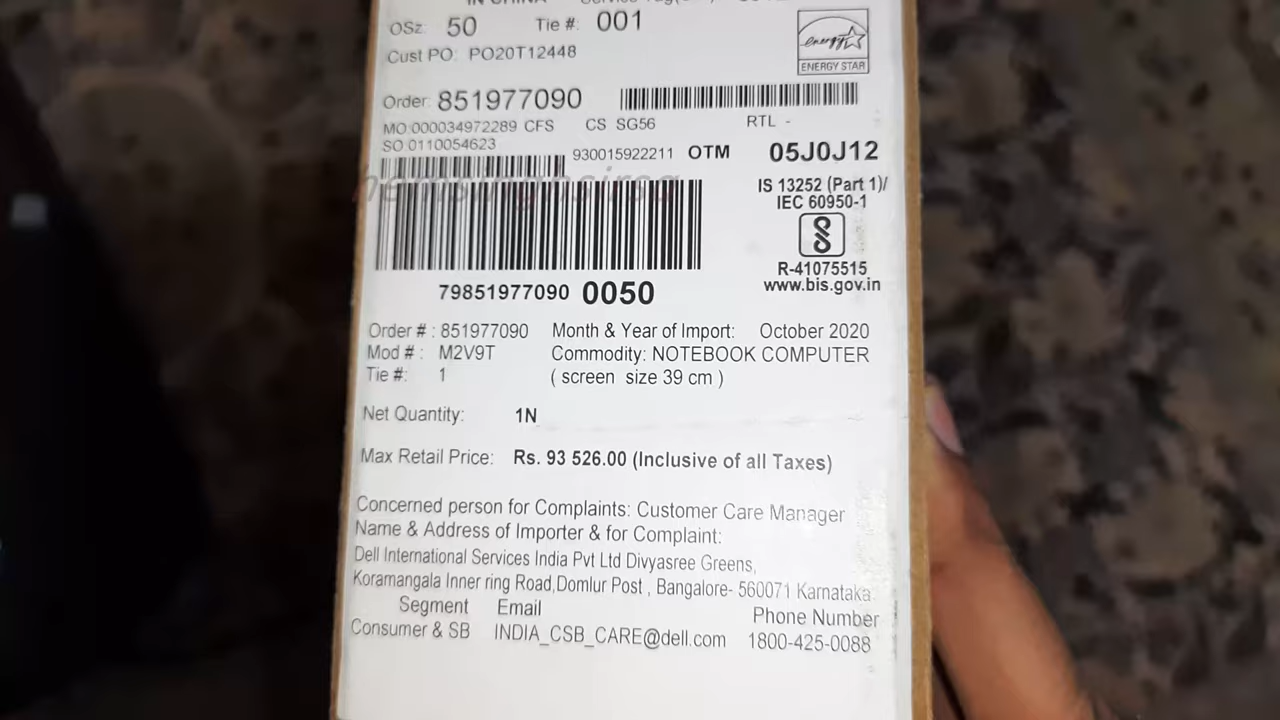 IN CHINA
OSz: 50 Tie #: 001
Cust PO: PO20T12448
energy
ENERGY STAR
Order: 851977090
MO:000034972289 CFS CS SG56 RTL -
SO:0110054623
930015922211 OTM 05J0J12
IS 13252 (Part 1)/
IEC 60950-1
R-41075515
www.bis.gov.in
79851977090 0050
Order # : 851977090 Month & Year of Import: October 2020
Mod # : M2V9T Commodity: NOTEBOOK COMPUTER
Tie #: 1 ( screen size 39 cm )
Net Quantity: 1N
Max Retail Price: Rs. 93 526.00 (Inclusive of all Taxes)
Concerned person for Complaints: Customer Care Manager
Name & Address of Importer & for Complaint:
Dell International Services India Pvt Ltd Divyasree Greens,
Koramangala Inner ring Road,Domlur Post , Bangalore- 560071 Karnataka
Segment Email Phone Number
Consumer & SB INDIA_CSB_CARE@dell.com 1800-425-0088